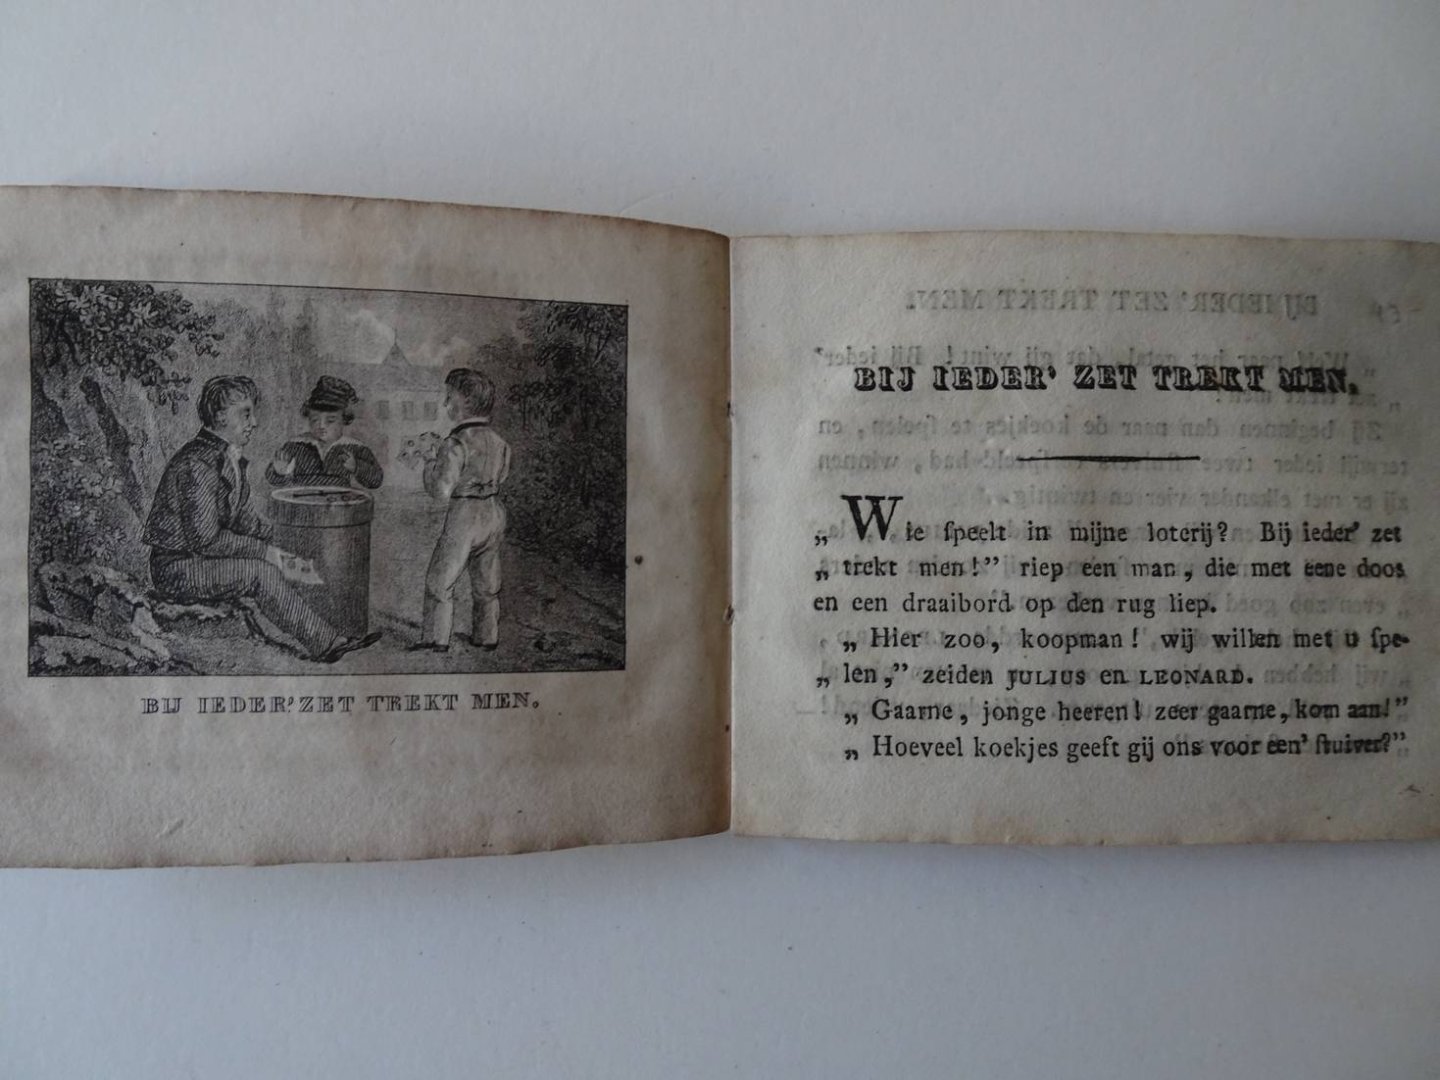 BIJ IEDER' ZET TREKT MEN.
BIJ IEDER' ZET TREKT MEN.
„ Wie ſpeelt in mijne loterij? Bij ieder' zet
„ trekt men!” riep een man, die met eene doos
en een draaibord op den rug liep.
„ Hier zoo, koopman! wij willen met u ſpe-
„ len,” zeiden JULIUS en LEONARD.
„ Gaarne, jonge heeren! zeer gaarne, kom aan!”
„ Hoeveel koekjes geeft gij ons voor een' ſtuiver?”